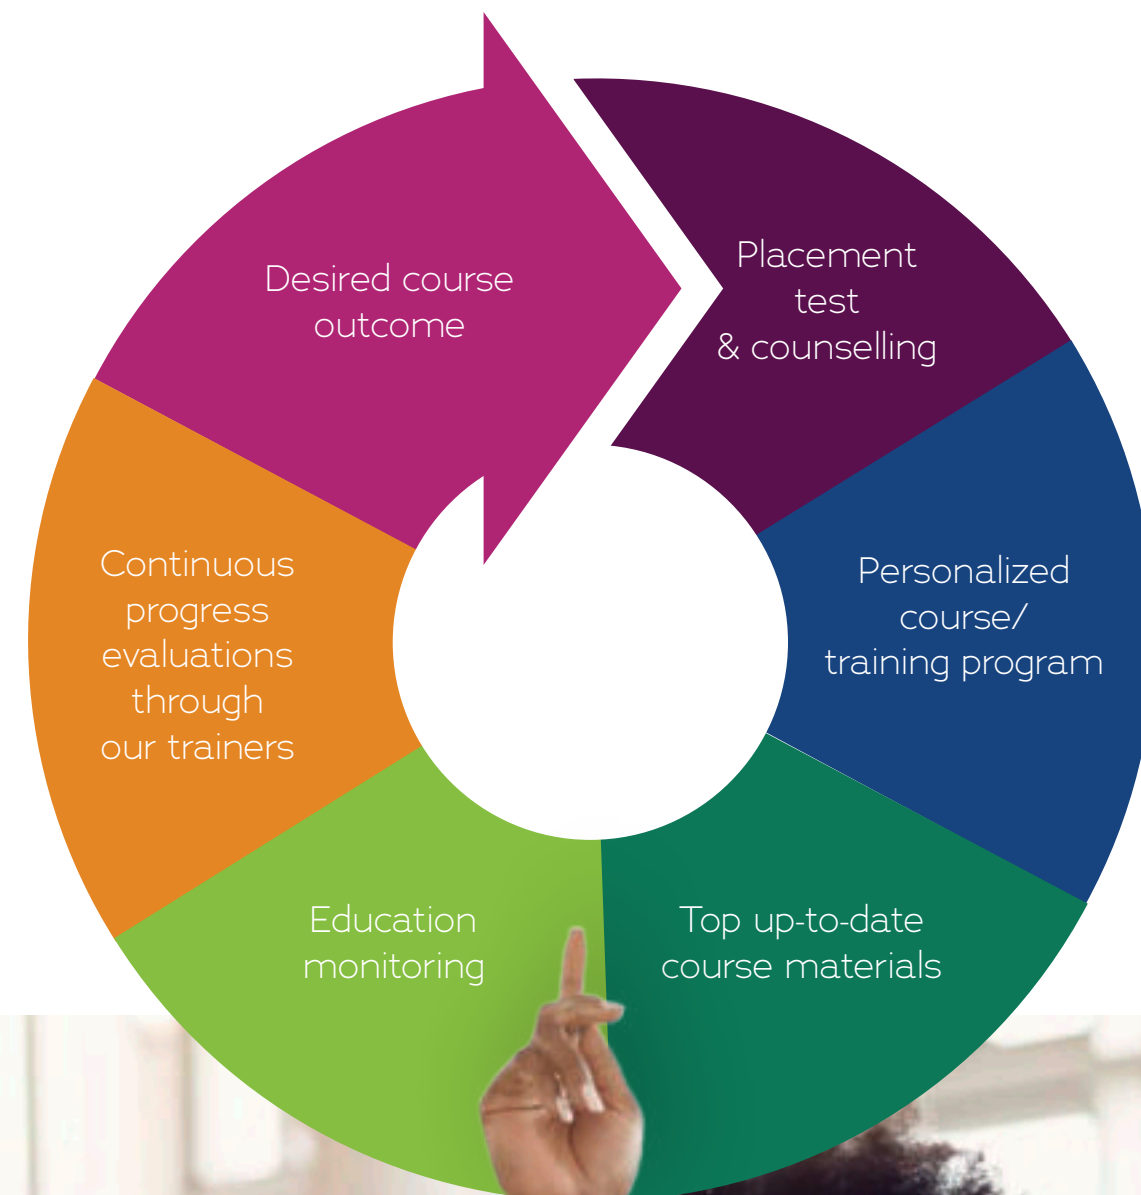 Placement
test
& counselling
Personalized
course/
training program
Top up-to-date
course materials
Education
monitoring
Continuous
progress
evaluations
through
our trainers
Desired course
outcome